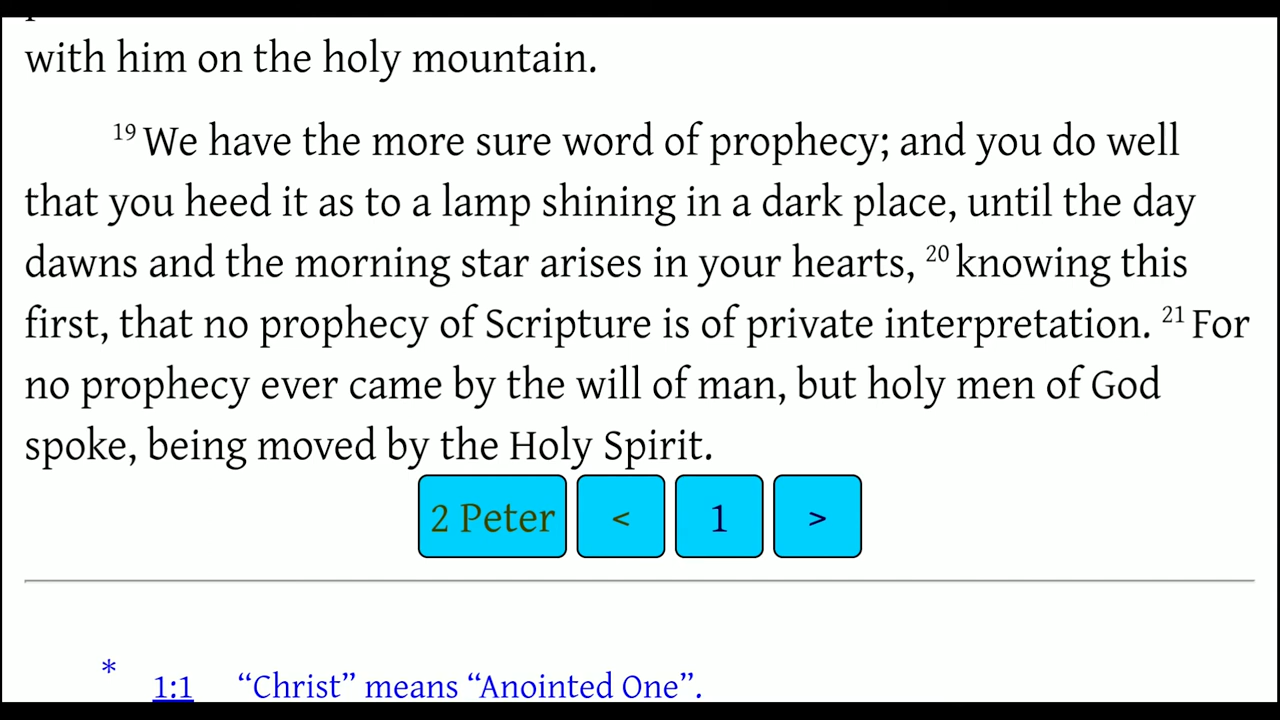 with him on the holy mountain.
19 We have the more sure word of prophecy; and you do well
that you heed it as to a lamp shining in a dark place, until the day
dawns and the morning star arises in your hearts, 20 knowing this
first, that no prophecy of Scripture is of private interpretation. 21 For
no prophecy ever came by the will of man, but holy men of God
spoke, being moved by the Holy Spirit.
2 Peter < 1 >
* 1:1 “Christ” means “Anointed One”.